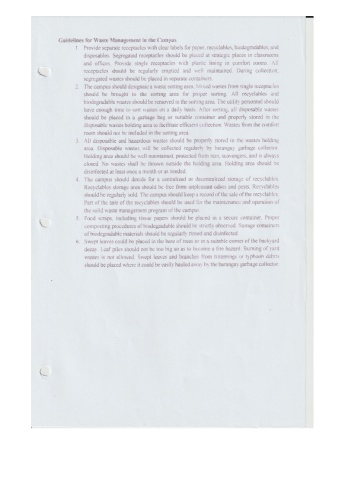 Guidelines for Waste Management in the Campus
1. Provide separate receptacles with clear labels for paper, recyclables, biodegradables, and
disposables. Segregated receptacles should be placed at strategic places in classrooms
and offices. Provide single receptacles with plastic lining in comfort rooms. All
receptacles should be regularly emptied and well maintained. During collection,
segregated wastes should be placed in separate containers.
2. The campus should designate a waste sorting area. Mixed wastes from single receptacles
should be brought to the sorting area for proper sorting. All recyclables and
biodegradable wastes should be removed in the sorting area. The utility personnel should
have enough time to sort wastes on a daily basis. After sorting, all disposable wastes
should be placed in a garbage bag or suitable container and properly stored in the
disposable wastes holding area to facilitate efficient collection. Wastes from the comfort
room should not be included in the sorting area.
3. All disposable and hazardous wastes should be properly stored in the wastes holding
area. Disposable wastes will be collected regularly by barangay garbage collector.
Holding area should be well maintained, protected from rain, scavengers, and is always
closed. No wastes shall be thrown outside the holding area. Holding area should be
disinfected at least once a month or as needed.
4. The campus should decide for a centralized or decentralized storage of recyclables.
Recyclables storage area should be free from unpleasant odors and pests. Recyclables
should be regularly sold. The campus should keep a record of the sale of the recyclables.
Part of the sale of the recyclables should be used for the maintenance and operation of
the solid waste management program of the campus.
5. Food scraps, including tissue papers should be placed in a secure container. Proper
composting procedures of biodegradable should be strictly observed. Storage containers
of biodegradable materials should be regularly rinsed and disinfected.
6. Swept leaves could be placed in the base of trees or in a suitable corner of the backyard
to decay. Leaf piles should not be too big so as to become a fire hazard. Burning of yard
wastes is not allowed. Swept leaves and branches from trimmings or typhoon debris
should be placed where it could be easily hauled away by the barangay garbage collector.